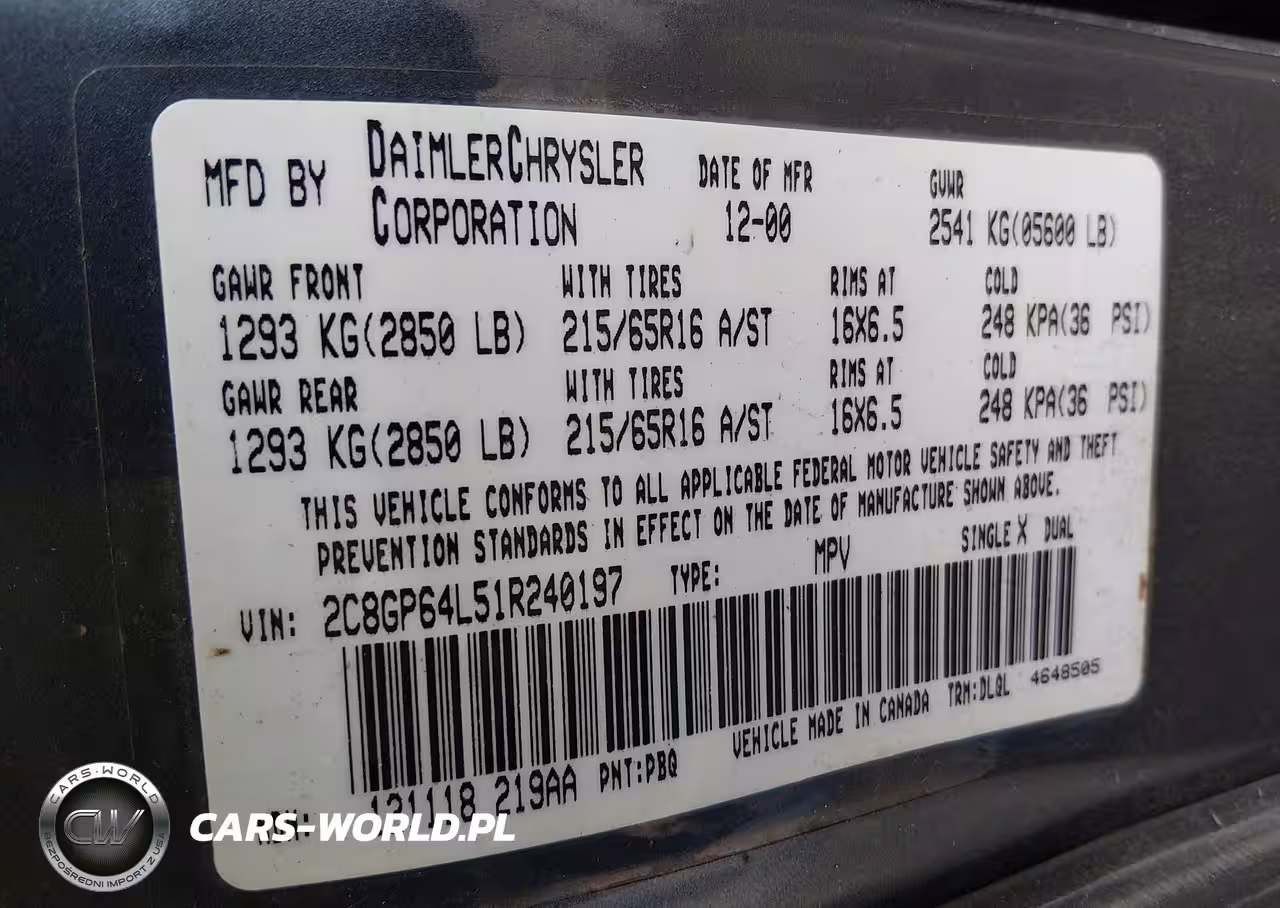 MFD BY DAIMLERCHRYSLER CORPORATION
DATE OF MFR 12-00
GVWR 2541 KG(05600 LB)
GAWR FRONT WITH TIRES RIMS AT COLD
1293 KG(2850 LB) 215/65R16 A/ST 16X6.5 248 KPA(36 PSI)
GAWR REAR WITH TIRES RIMS AT COLD
1293 KG(2850 LB) 215/65R16 A/ST 16X6.5 248 KPA(36 PSI)
THIS VEHICLE CONFORMS TO ALL APPLICABLE FEDERAL MOTOR VEHICLE SAFETY AND THEFT
PREVENTION STANDARDS IN EFFECT ON THE DATE OF MANUFACTURE SHOWN ABOVE.
VIN: 2C8GP64L51R240197 TYPE: MPV SINGLE X DUAL
121118 219AA PNT:PBQ VEHICLE MADE IN CANADA TRM:DLQL 4648505
CARS-WORLD
CW
BEZPOŚREDNI IMPORT Z USA
CARS-WORLD.PL